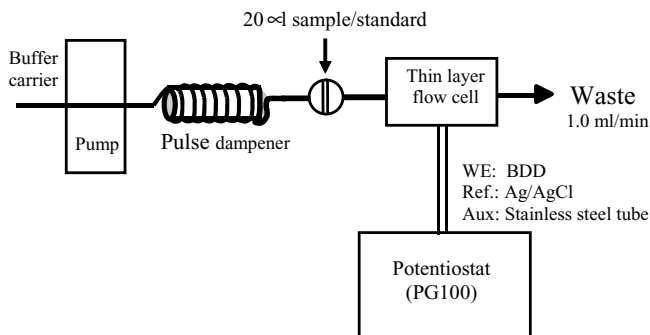 20 ∝l sample/standard
Buffer
carrier
Pump
Pulse dampener
Thin layer
flow cell
Waste
1.0 ml/min
WE: BDD
Ref.: Ag/AgCl
Aux: Stainless steel tube
Potentiostat
(PG100)